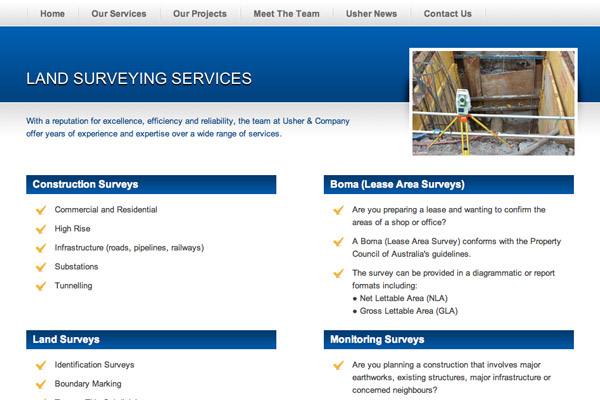 Home Our Services Our Projects Meet The Team Usher News Contact Us
LAND SURVEYING SERVICES
With a reputation for excellence, efficiency and reliability, the team at Usher & Company
offer years of experience and expertise over a wide range of services.
Construction Surveys
Commercial and Residential
High Rise
Infrastructure (roads, pipelines, railways)
Substations
Tunnelling
Boma (Lease Area Surveys)
Are you preparing a lease and wanting to confirm the
areas of a shop or office?
A Boma (Lease Area Survey) conforms with the Property
Council of Australia's guidelines.
The survey can be provided in a diagrammatic or report
formats including:
● Net Lettable Area (NLA)
● Gross Lettable Area (GLA)
Land Surveys
Identification Surveys
Boundary Marking
Monitoring Surveys
Are you planning a construction that involves major
earthworks, existing structures, major infrastructure or
concerned neighbours?